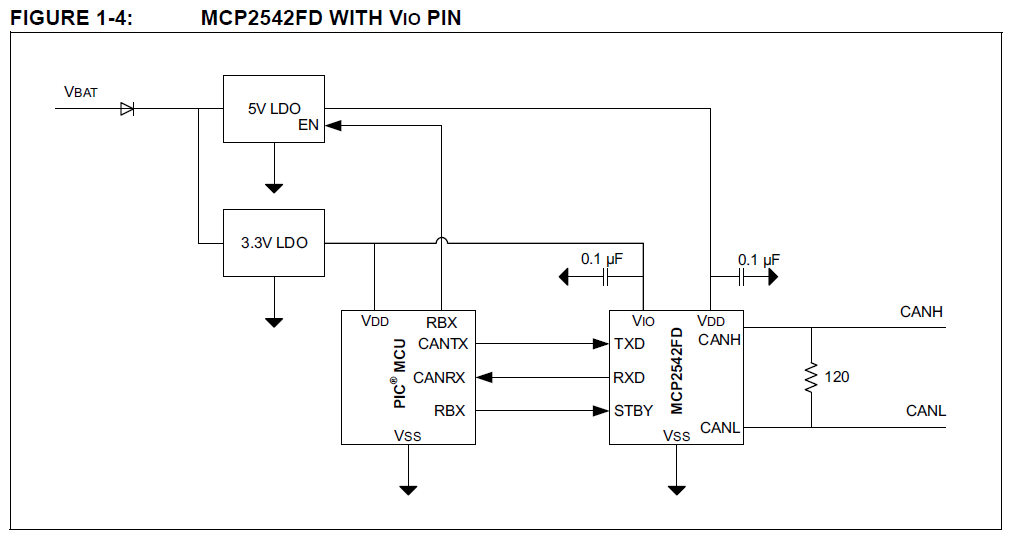 FIGURE 1-4: MCP2542FD WITH VIO PIN
VBAT
5V LDO
EN
3.3V LDO
0.1 µF
0.1 µF
VDD
RBX
CANTX
CANRX
RBX
PIC® MCU
VSS
VIO
VDD
TXD
CANH
RXD
STBY
MCP2542FD
CANL
VSS
CANH
120
CANL